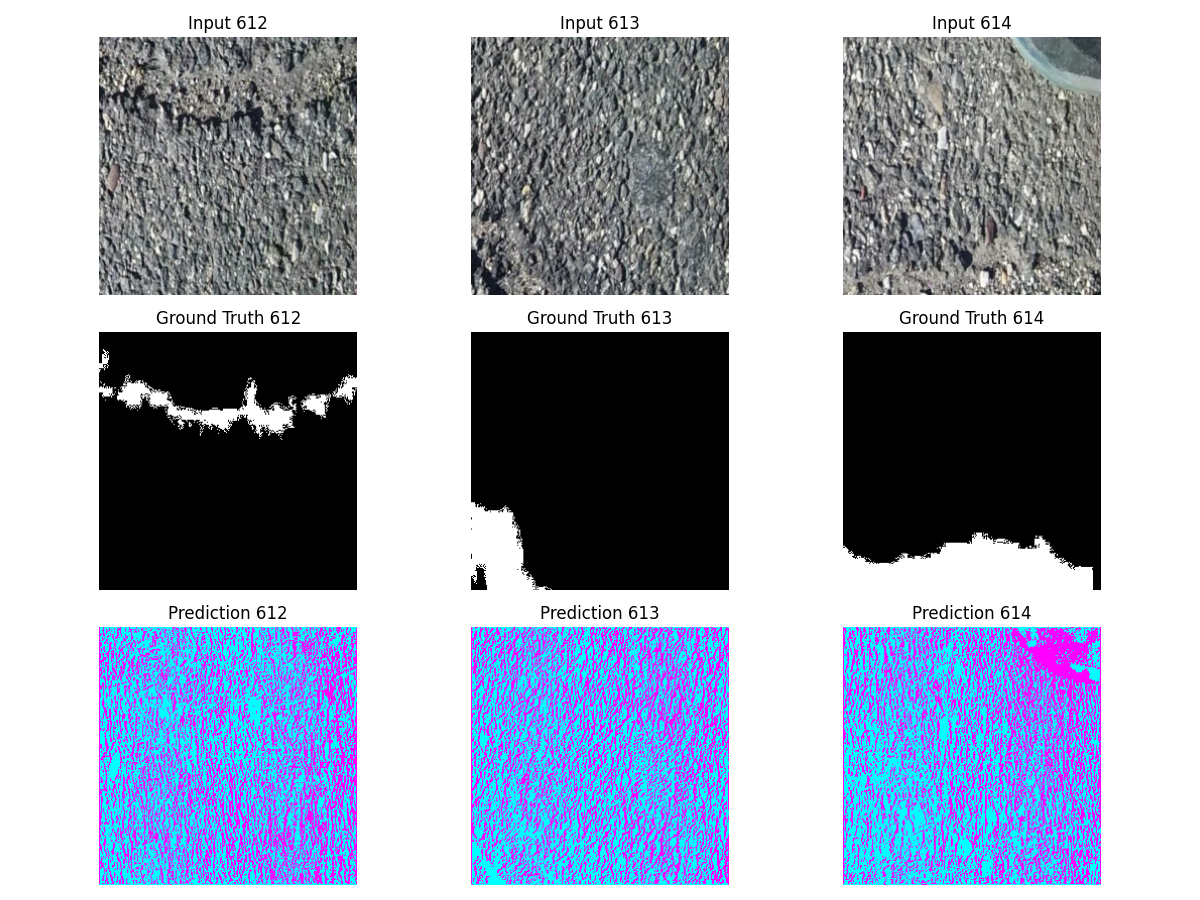 Input 612
Input 613
Input 614
Ground Truth 612
Ground Truth 613
Ground Truth 614
Prediction 612
Prediction 613
Prediction 614